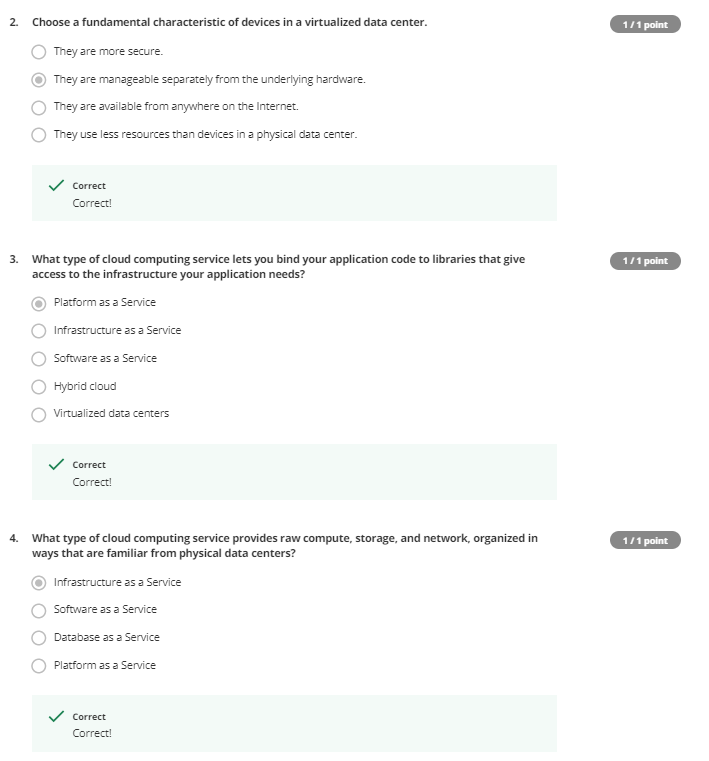 2. Choose a fundamental characteristic of devices in a virtualized data center.
1 / 1 point
They are more secure.
They are manageable separately from the underlying hardware.
They are available from anywhere on the Internet.
They use less resources than devices in a physical data center.
Correct
Correct!
3. What type of cloud computing service lets you bind your application code to libraries that give
access to the infrastructure your application needs?
1 / 1 point
Platform as a Service
Infrastructure as a Service
Software as a Service
Hybrid cloud
Virtualized data centers
Correct
Correct!
4. What type of cloud computing service provides raw compute, storage, and network, organized in
ways that are familiar from physical data centers?
1 / 1 point
Infrastructure as a Service
Software as a Service
Database as a Service
Platform as a Service
Correct
Correct!